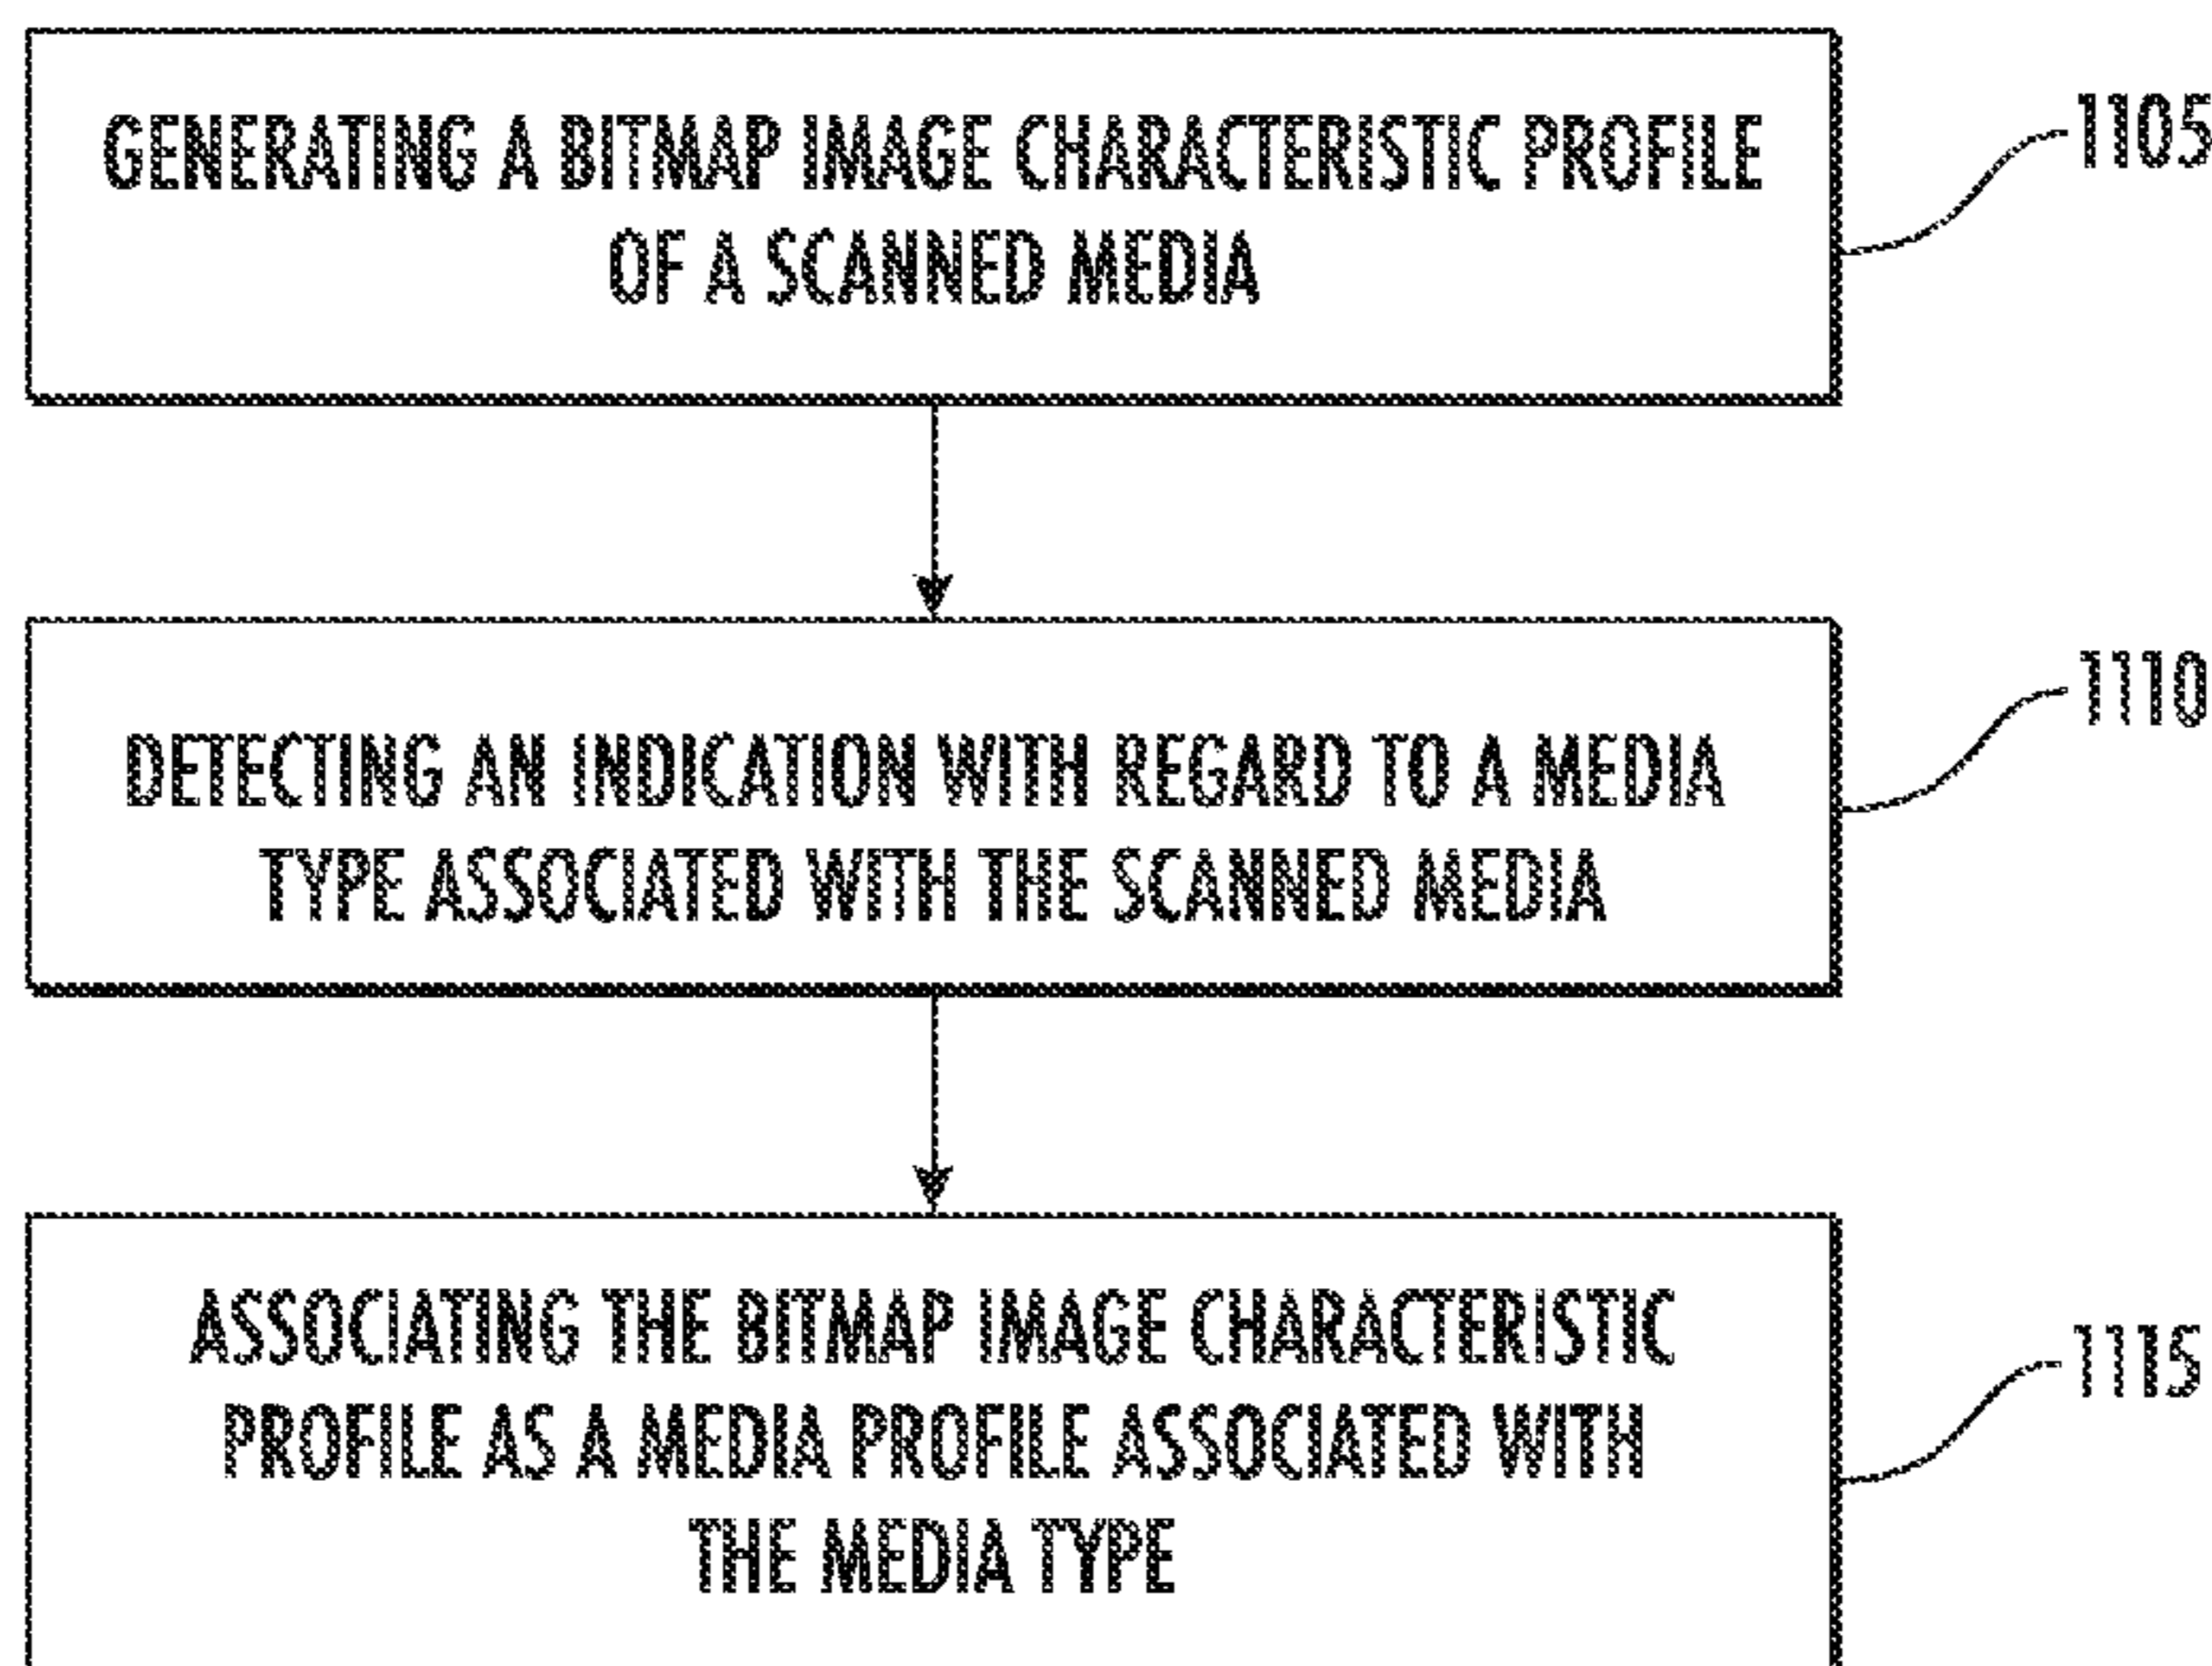 GENERATING A BITMAP IMAGE CHARACTERISTIC PROFILE
OF A SCANNED MEDIA
1105
DETECTING AN INDICATION WITH REGARD TO A MEDIA
TYPE ASSOCIATED WITH THE SCANNED MEDIA
1110
ASSOCIATING THE BITMAP IMAGE CHARACTERISTIC
PROFILE AS A MEDIA PROFILE ASSOCIATED WITH
THE MEDIA TYPE
1115